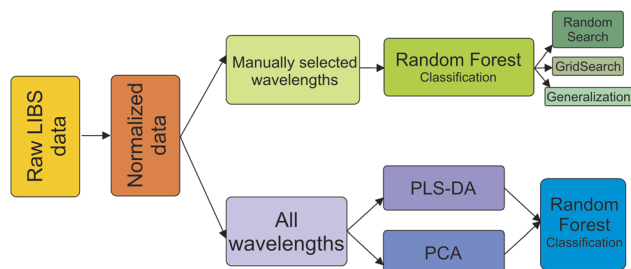 Raw LIBS
data
Normalized
data
Manually selected
wavelengths
Random Forest
Classification
Random
Search
GridSearch
Generalization
All
wavelengths
PLS-DA
PCA
Random
Forest
Classification